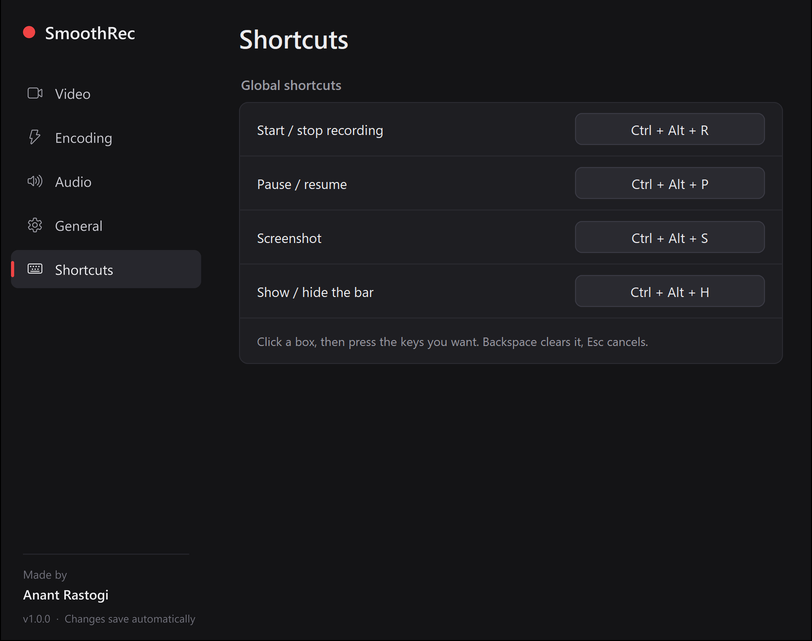 SmoothRec
Video
Encoding
Audio
General
Shortcuts
Made by
Anant Rastogi
v1.0.0 · Changes save automatically
Shortcuts
Global shortcuts
Start / stop recording Ctrl + Alt + R
Pause / resume Ctrl + Alt + P
Screenshot Ctrl + Alt + S
Show / hide the bar Ctrl + Alt + H
Click a box, then press the keys you want. Backspace clears it, Esc cancels.